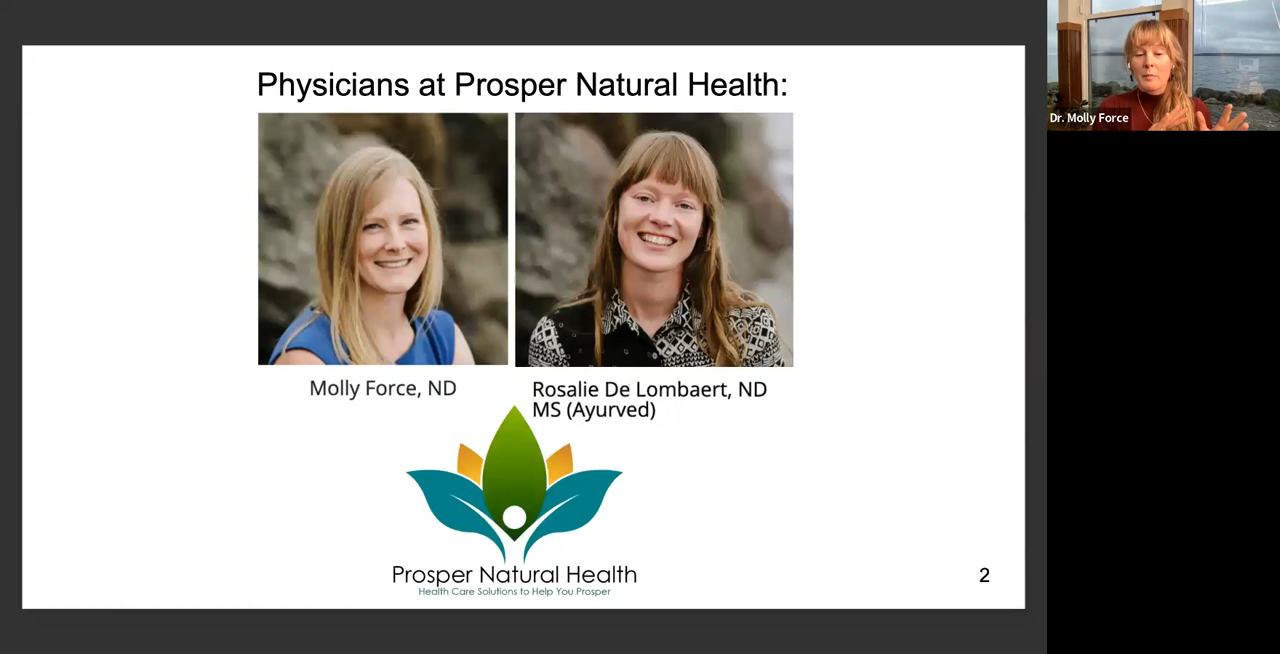 Physicians at Prosper Natural Health:
Dr. Molly Force
Molly Force, ND
Rosalie De Lombaert, ND
MS (Ayurved)
Prosper Natural Health
Health Care Solutions to Help You Prosper
2